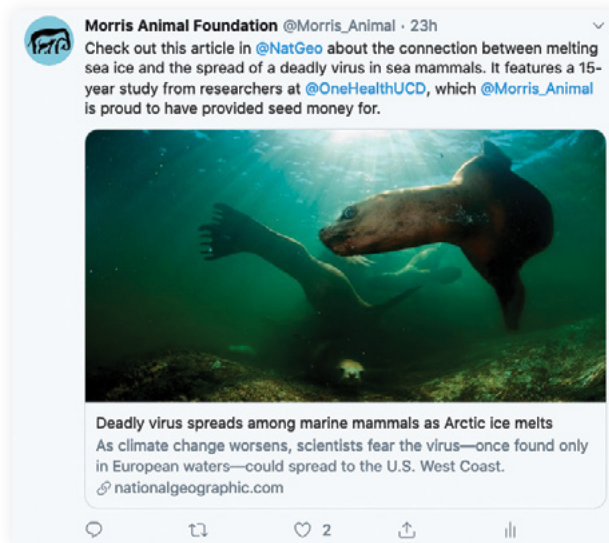 Morris Animal Foundation @Morris_Animal · 23h
Check out this article in @NatGeo about the connection between melting
sea ice and the spread of a deadly virus in sea mammals. It features a 15-
year study from researchers at @OneHealthUCD, which @Morris_Animal
is proud to have provided seed money for.
Deadly virus spreads among marine mammals as Arctic ice melts
As climate change worsens, scientists fear the virus—once found only
in European waters—could spread to the U.S. West Coast.
nationalgeographic.com
2